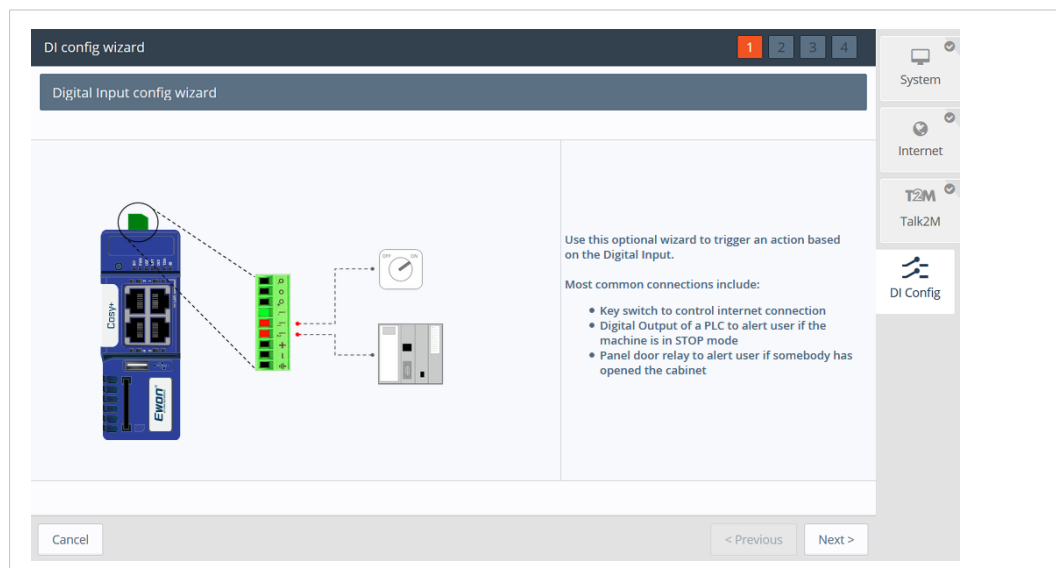 DI config wizard
1 2 3 4
Digital Input config wizard
Use this optional wizard to trigger an action based
on the Digital Input.
Most common connections include:
Key switch to control internet connection
Digital Output of a PLC to alert user if the
machine is in STOP mode
Panel door relay to alert user if somebody has
opened the cabinet
OFF ON
Cosy+
Ewon
System
Internet
T2M
Talk2M
DI Config
Cancel
< Previous
Next >